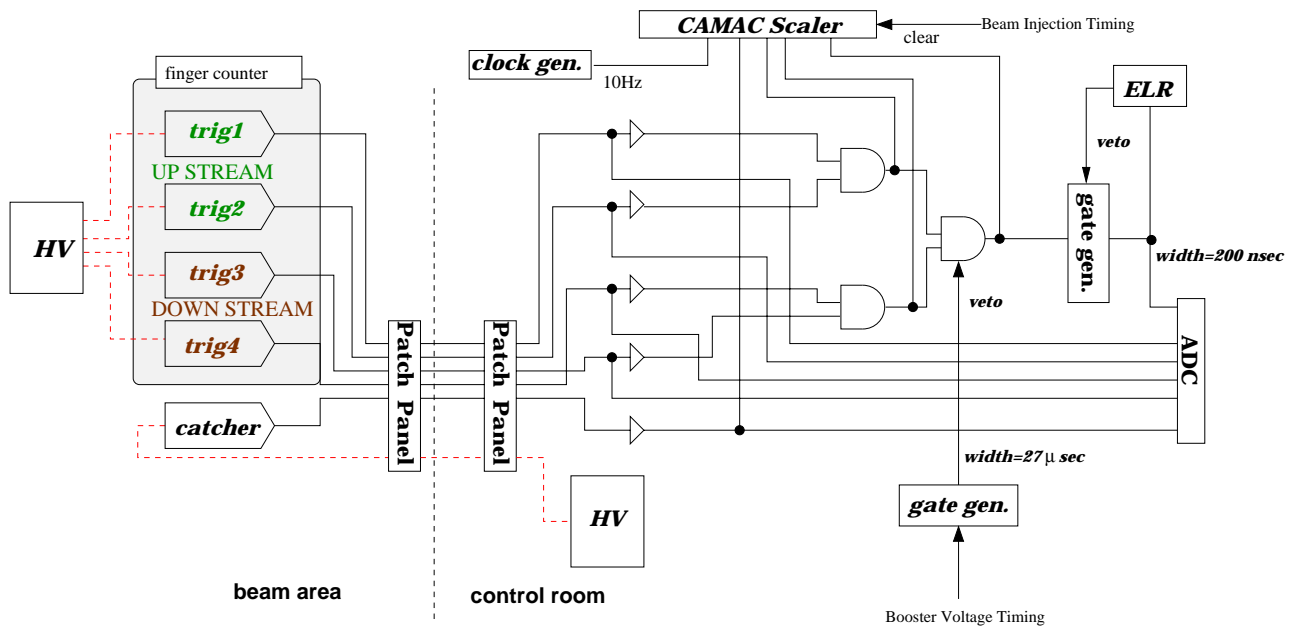 CAMAC Scaler
Beam Injection Timing
clear
clock gen.
10Hz
finger counter
ELR
trig1
veto
UP STREAM
trig2
HV
gate gen.
trig3
width=200 nsec
DOWN STREAM
veto
trig4
Patch Panel
Patch Panel
ADC
catcher
width=27 μ sec
gate gen.
HV
beam area
control room
Booster Voltage Timing